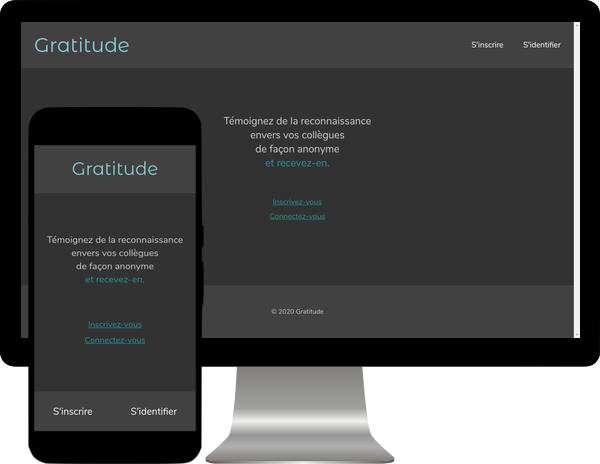 Gratitude
S'inscrire
S'identifier
Témoignez de la reconnaissance
envers vos collègues
de façon anonyme
et recevez-en.
Inscrivez-vous
Connectez-vous
© 2020 Gratitude
Gratitude
Témoignez de la reconnaissance
envers vos collègues
de façon anonyme
et recevez-en.
Inscrivez-vous
Connectez-vous
S'inscrire
S'identifier